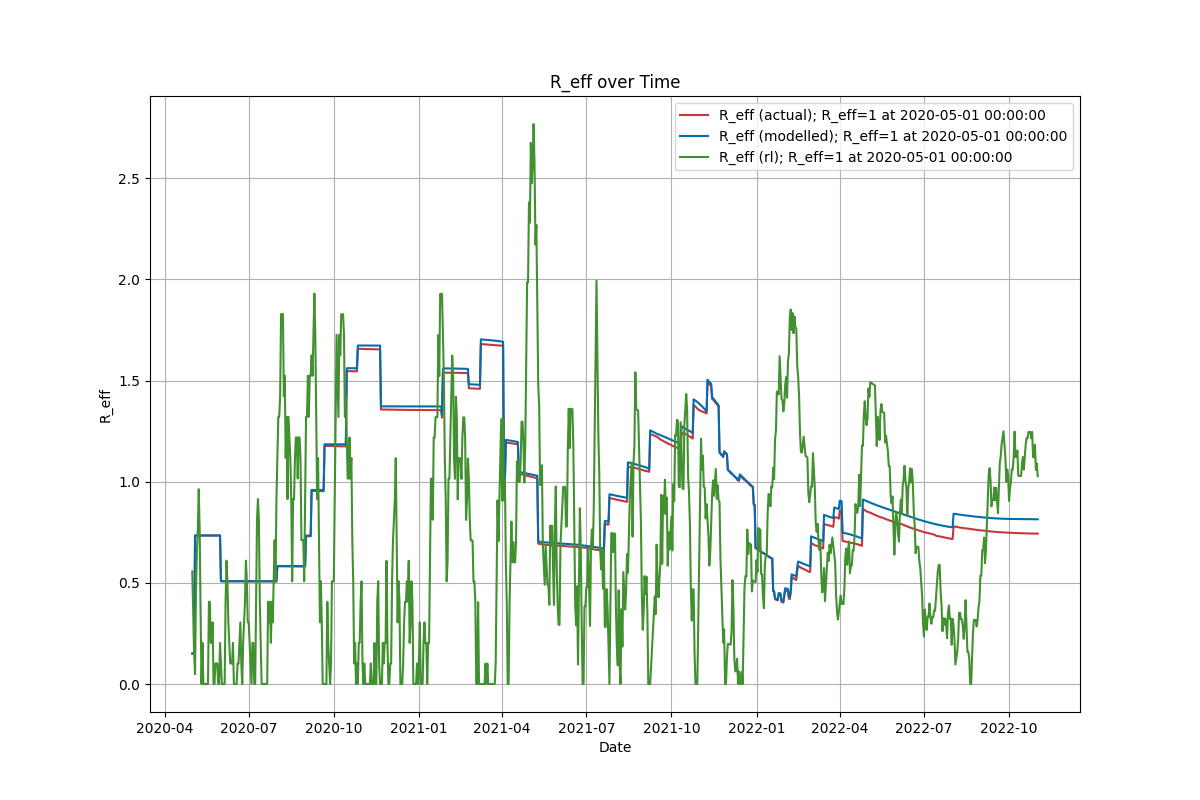 R_eff over Time
R_eff (actual); R_eff=1 at 2020-05-01 00:00:00
R_eff (modelled); R_eff=1 at 2020-05-01 00:00:00
R_eff (rl); R_eff=1 at 2020-05-01 00:00:00
R_eff
2.5
2.0
1.5
1.0
0.5
0.0
2020-04 2020-07 2020-10 2021-01 2021-04 2021-07 2021-10 2022-01 2022-04 2022-07 2022-10
Date